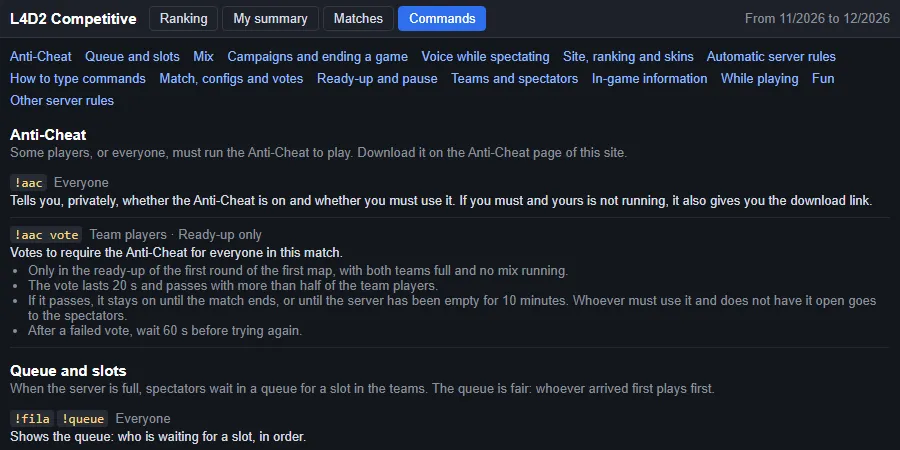 L4D2 Competitive Ranking My summary Matches Commands From 11/2026 to 12/2026
Anti-Cheat Queue and slots Mix Campaigns and ending a game Voice while spectating Site, ranking and skins Automatic server rules
How to type commands Match, configs and votes Ready-up and pause Teams and spectators In-game information While playing Fun
Other server rules
Anti-Cheat
Some players, or everyone, must run the Anti-Cheat to play. Download it on the Anti-Cheat page of this site.
!aac Everyone
Tells you, privately, whether the Anti-Cheat is on and whether you must use it. If you must and yours is not running, it also gives you the download link.
!aac vote Team players · Ready-up only
Votes to require the Anti-Cheat for everyone in this match.
• Only in the ready-up of the first round of the first map, with both teams full and no mix running.
• The vote lasts 20 s and passes with more than half of the team players.
• If it passes, it stays on until the match ends, or until the server has been empty for 10 minutes. Whoever must use it and does not have it open goes
to the spectators.
• After a failed vote, wait 60 s before trying again.
Queue and slots
When the server is full, spectators wait in a queue for a slot in the teams. The queue is fair: whoever arrived first plays first.
!fila !queue Everyone
Shows the queue: who is waiting for a slot, in order.